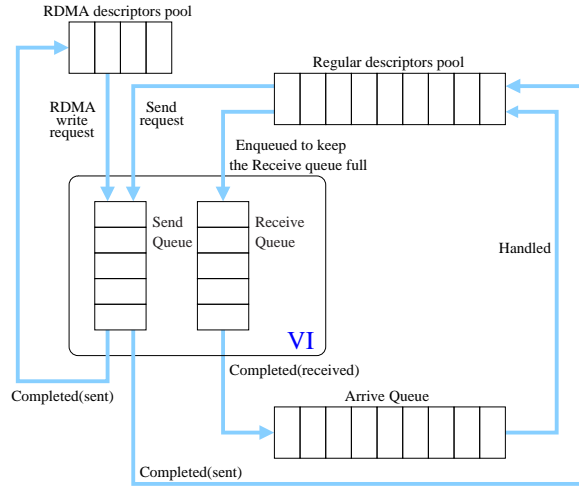 RDMA descriptors pool
Regular descriptors pool
RDMA
write request
Send
request
Enqueued to keep
the Receive queue full
Send
Queue
Receive
Queue
Handled
VI
Completed(received)
Completed(sent)
Arrive Queue
Completed(sent)